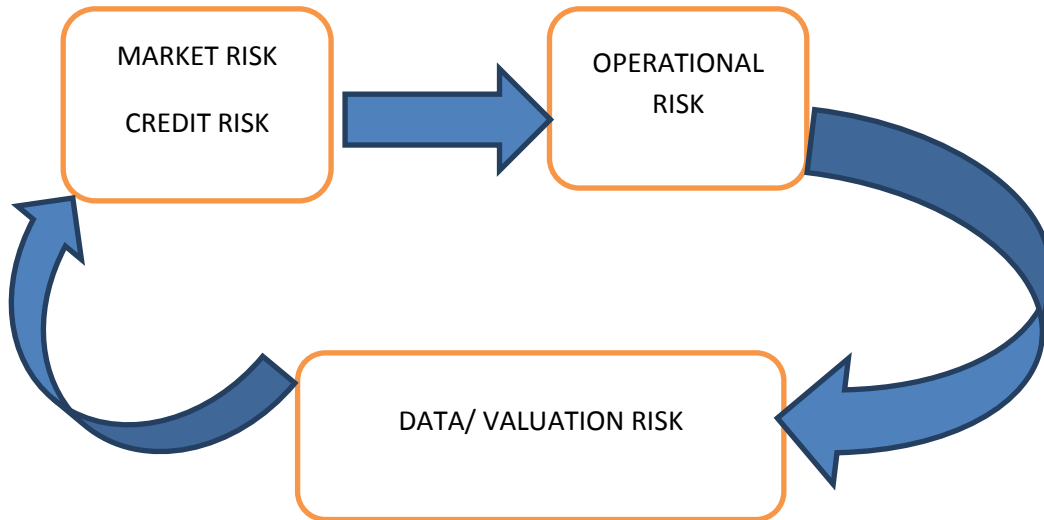 MARKET RISK
CREDIT RISK
OPERATIONAL
RISK
DATA/ VALUATION RISK